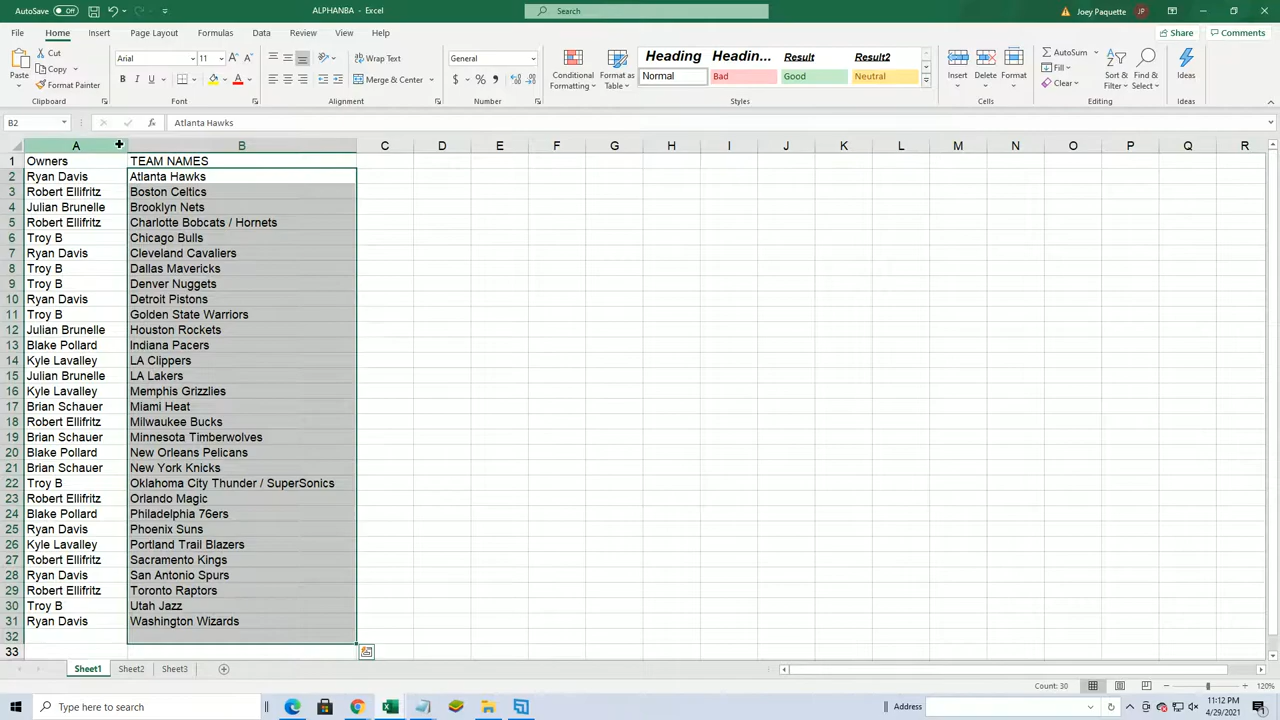 AutoSave Off ALPHANBA - Excel Search Joey Paquette JP
File Home Insert Page Layout Formulas Data Review View Help Share Comments
Paste Cut Copy Format Painter Clipboard
Arial 11 B I U Font
Wrap Text Merge & Center Alignment
General $ % Number
Conditional Formatting Format as Table
Heading Headin... Result Result2
Normal Bad Good Neutral
Styles
Insert Delete Format Cells
AutoSum Fill Clear Sort & Filter Find & Select Editing
Ideas Ideas
B2 fx Atlanta Hawks
A B C D E F G H I J K L M N O P Q R
1 Owners TEAM NAMES
2 Ryan Davis Atlanta Hawks
3 Robert Ellifritz Boston Celtics
4 Julian Brunelle Brooklyn Nets
5 Robert Ellifritz Charlotte Bobcats / Hornets
6 Troy B Chicago Bulls
7 Ryan Davis Cleveland Cavaliers
8 Troy B Dallas Mavericks
9 Troy B Denver Nuggets
10 Ryan Davis Detroit Pistons
11 Troy B Golden State Warriors
12 Julian Brunelle Houston Rockets
13 Blake Pollard Indiana Pacers
14 Kyle Lavalley LA Clippers
15 Julian Brunelle LA Lakers
16 Kyle Lavalley Memphis Grizzlies
17 Brian Schauer Miami Heat
18 Robert Ellifritz Milwaukee Bucks
19 Brian Schauer Minnesota Timberwolves
20 Blake Pollard New Orleans Pelicans
21 Brian Schauer New York Knicks
22 Troy B Oklahoma City Thunder / SuperSonics
23 Robert Ellifritz Orlando Magic
24 Blake Pollard Philadelphia 76ers
25 Ryan Davis Phoenix Suns
26 Kyle Lavalley Portland Trail Blazers
27 Robert Ellifritz Sacramento Kings
28 Ryan Davis San Antonio Spurs
29 Robert Ellifritz Toronto Raptors
30 Troy B Utah Jazz
31 Ryan Davis Washington Wizards
32
33
Sheet1 Sheet2 Sheet3
Count: 30 120%
Type here to search Address 11:12 PM
4/29/2021